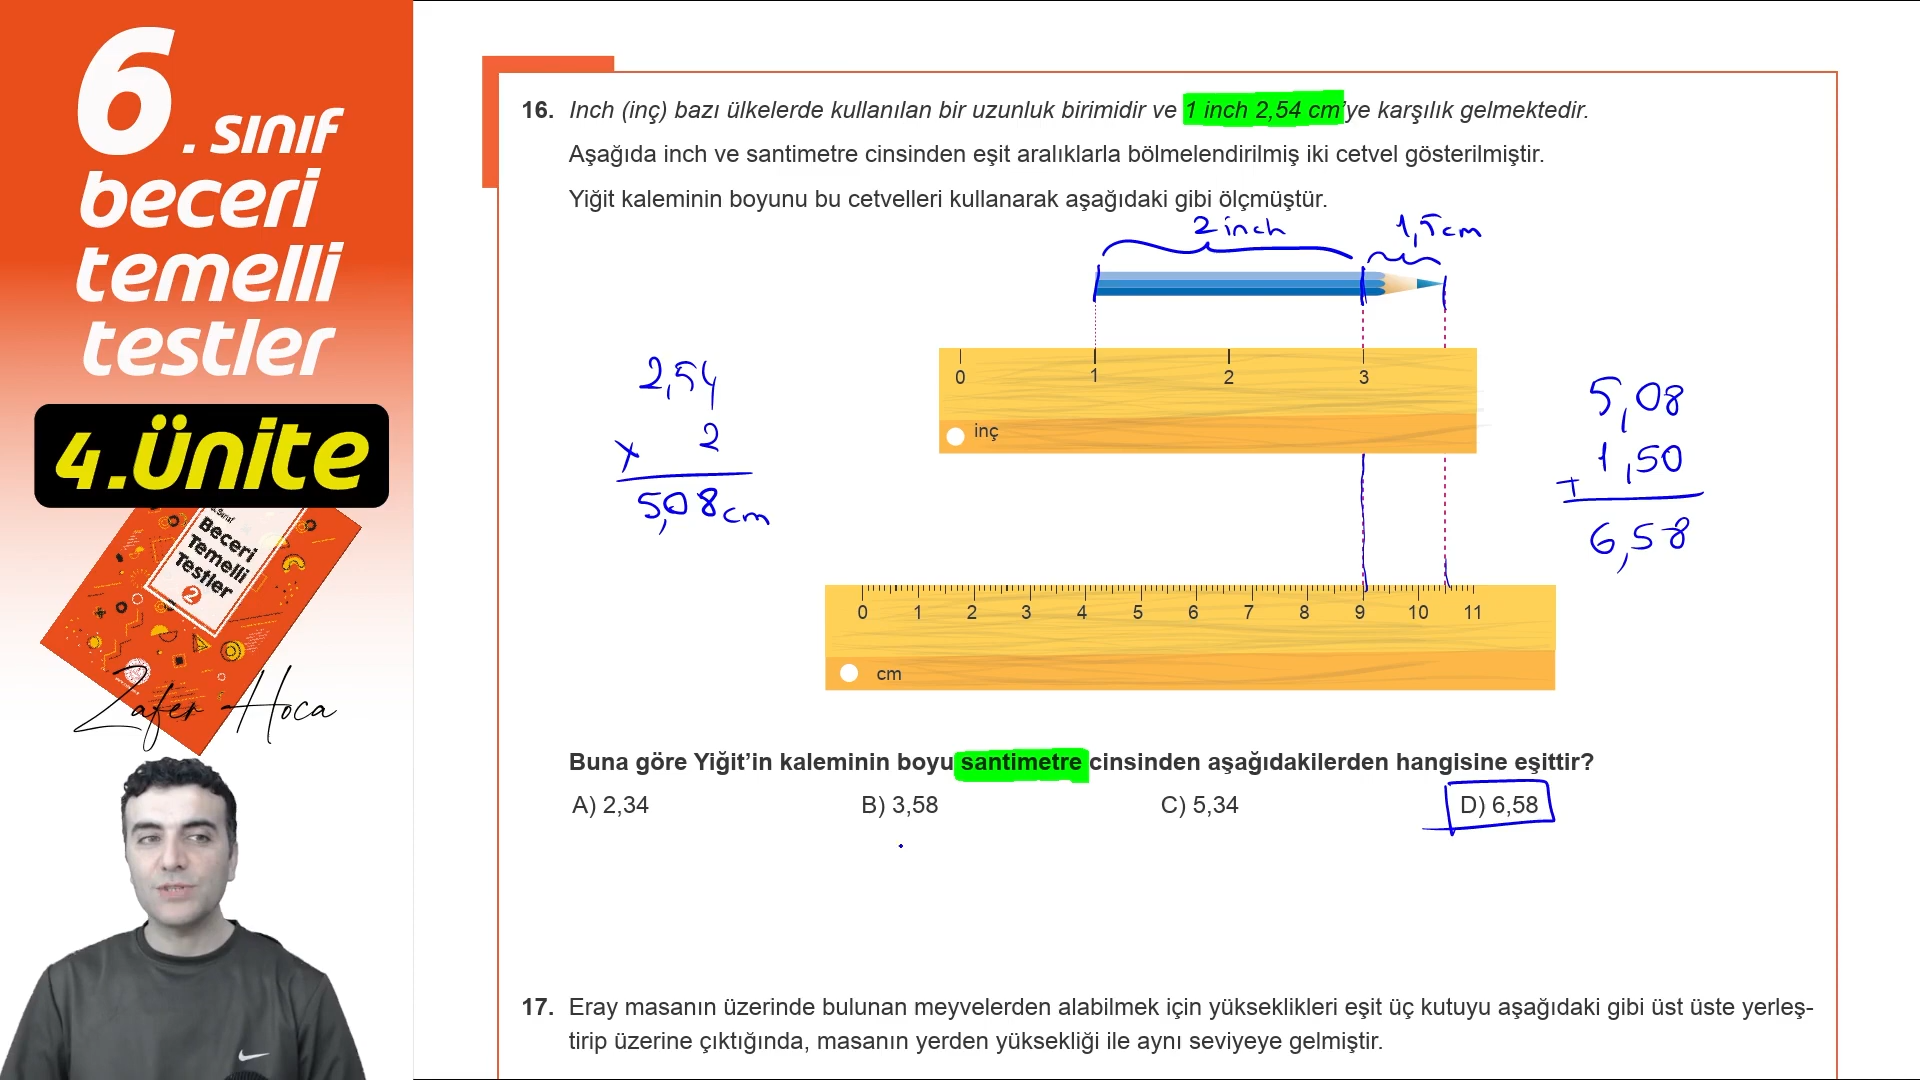 6. sınıf
beceri
temelli
testler
4.ünite
Beceri
Temelli
Testler
2
Zafer Hoca
16. Inch (inç) bazı ülkelerde kullanılan bir uzunluk birimidir ve 1 inch 2,54 cm'ye karşılık gelmektedir.
Aşağıda inch ve santimetre cinsinden eşit aralıklarla bölmelendirilmiş iki cetvel gösterilmiştir.
Yiğit kaleminin boyunu bu cetvelleri kullanarak aşağıdaki gibi ölçmüştür.
2 inch 1,5cm
0 1 2 3
inç
2,54
x 2
5,08cm
5,08
1,50
+
6,58
0 1 2 3 4 5 6 7 8 9 10 11
cm
Buna göre Yiğit’in kaleminin boyu santimetre cinsinden aşağıdakilerden hangisine eşittir?
A) 2,34 B) 3,58 C) 5,34 D) 6,58
17. Eray masanın üzerinde bulunan meyvelerden alabilmek için yükseklikleri eşit üç kutuyu aşağıdaki gibi üst üste yerleş-
tirip üzerine çıktığında, masanın yerden yüksekliği ile aynı seviyeye gelmiştir.